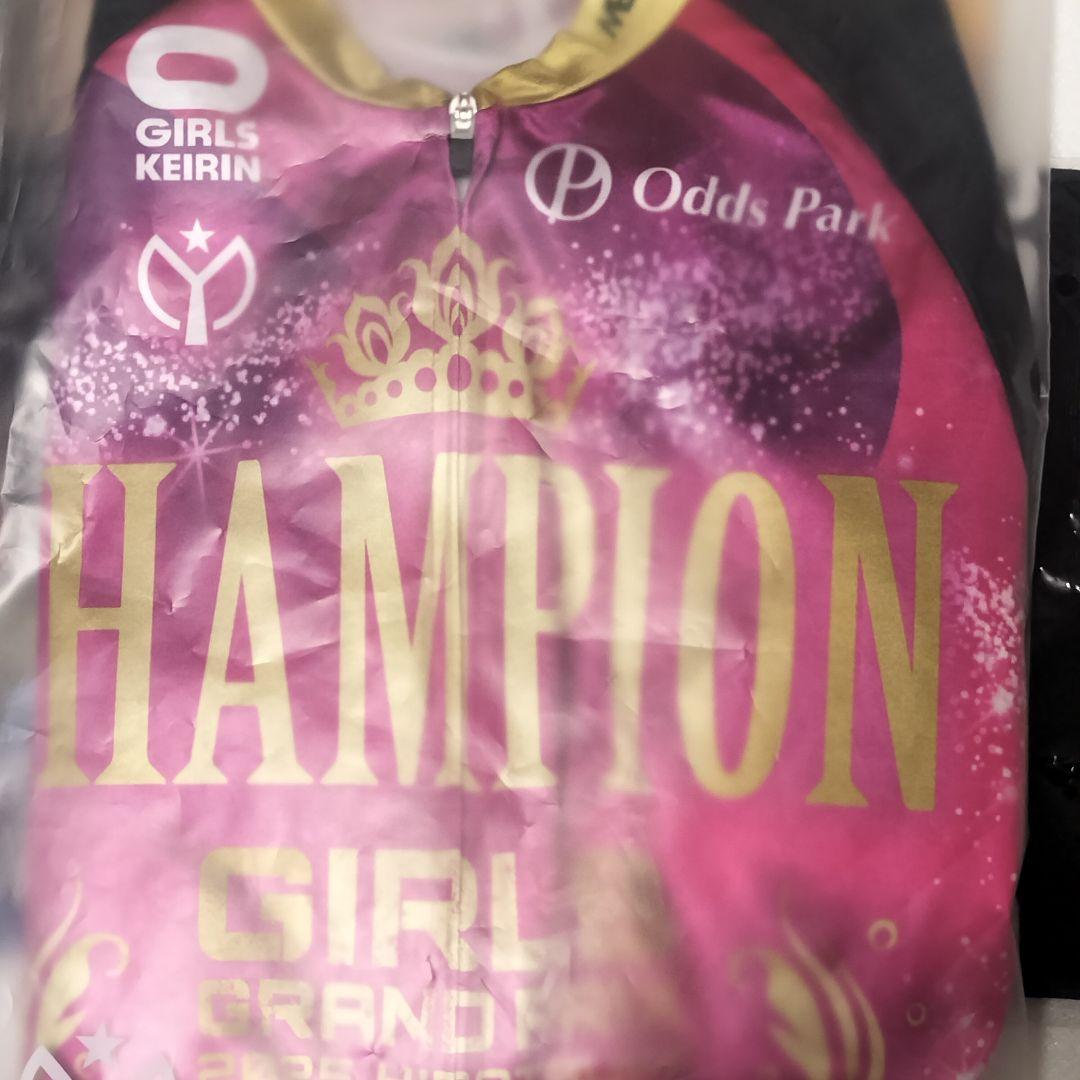 GIRLS
KEIRIN
Odds Park
HAMPION
GIRL
GRAND